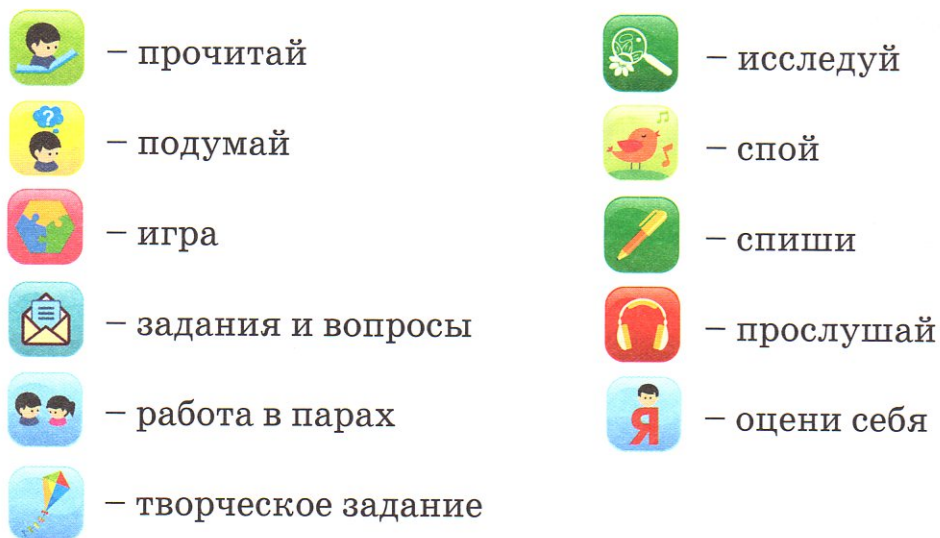 – прочитай
– подумай
– игра
– задания и вопросы
– работа в парах
– творческое задание
– исследуй
– спой
– спиши
– прослушай
– оцени себя